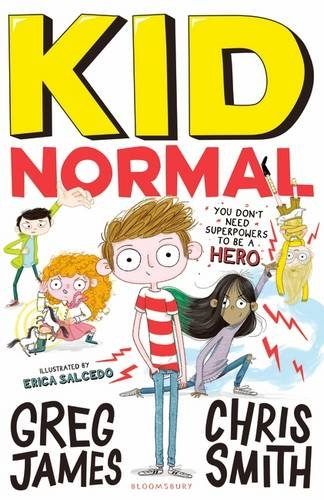 KID
NORMAL
YOU DON'T
NEED
SUPERPOWERS
TO BE A
HERO
ILLUSTRATED BY
ERICA SALCEDO
GREG
JAMES
CHRIS
SMITH
BLOOMSBURY